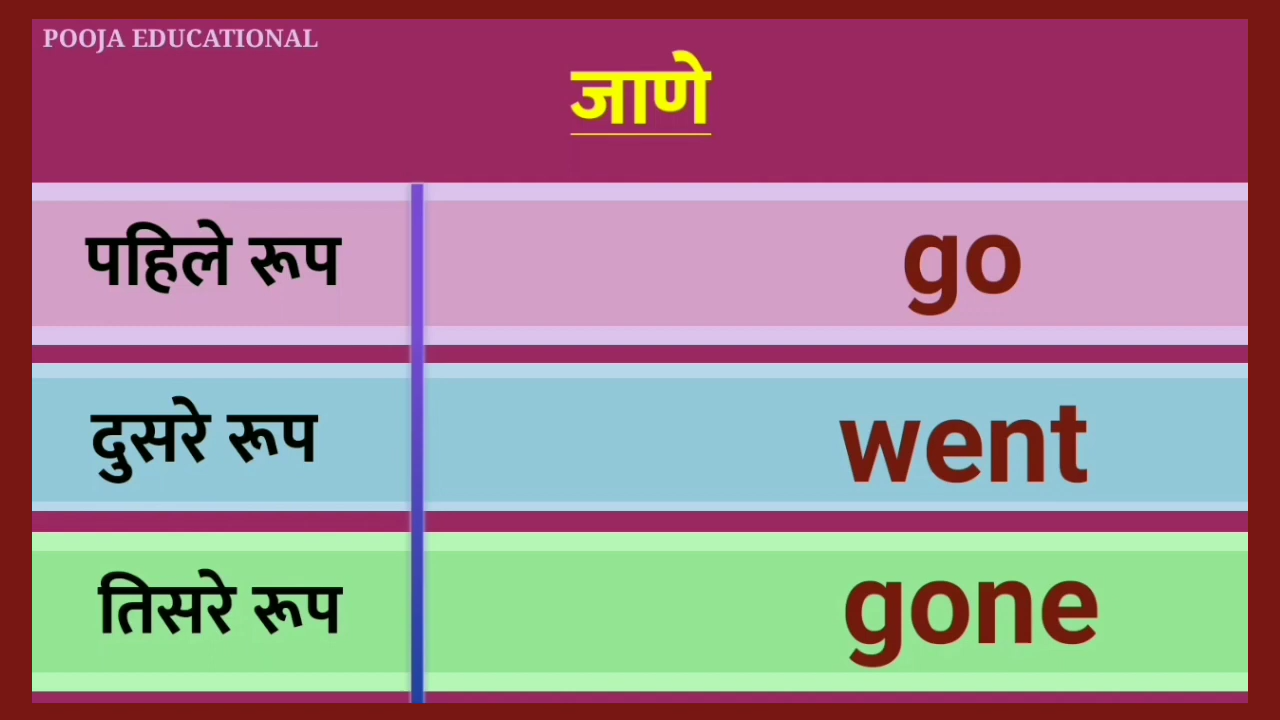 POOJA EDUCATIONAL
जाणे
पहिले रूप go
दुसरे रूप went
तिसरे रूप gone